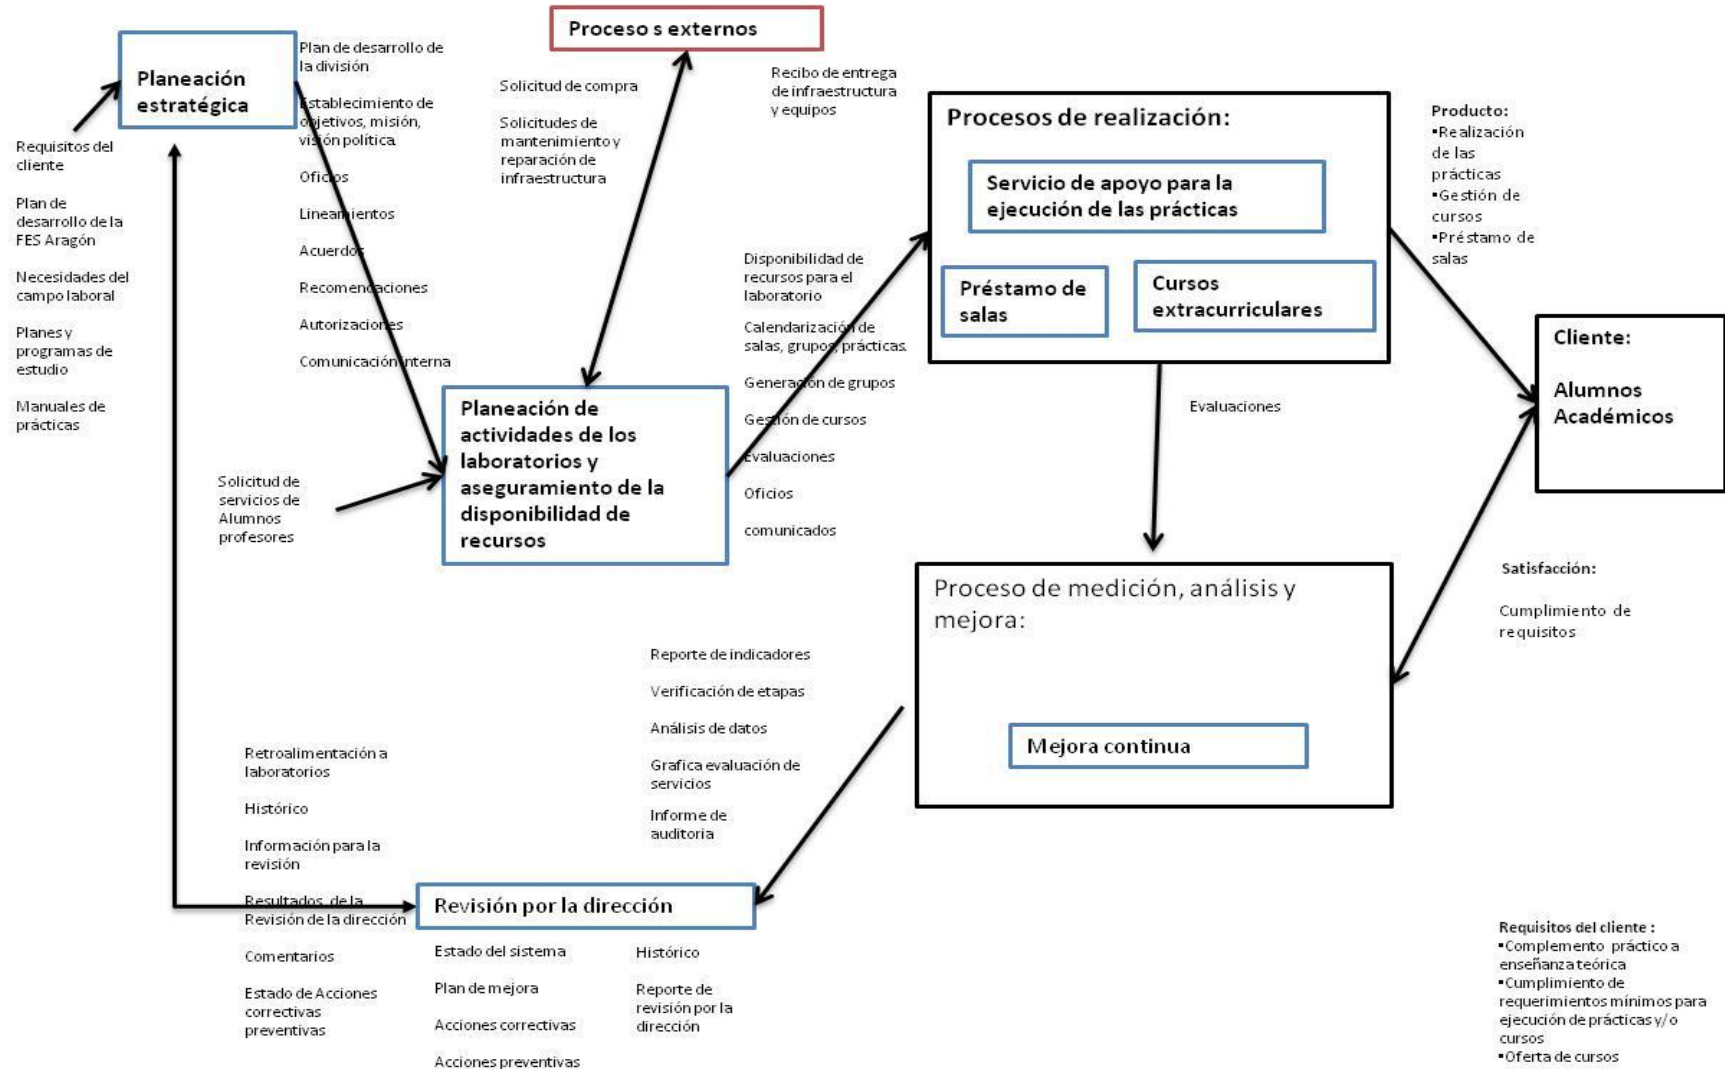 Planeación
estratégica
Requisitos del
cliente
Plan de
desarrollo de la
FES Aragón
Necesidades del
campo laboral
Planes y
programas de
estudio
Manuales de
prácticas
Plan de desarrollo de
la división
Establecimiento de
objetivos, misión,
visión política.
Oficios
Lineamientos
Acuerdos
Recomendaciones
Autorizaciones
Comunicación interna
Proceso s externos
Solicitud de compra
Solicitudes de
mantenimiento y
reparación de
infraestructura
Recibo de entrega
de infraestructura
y equipos
Solicitud de
servicios de
Alumnos
profesores
Planeación de
actividades de los
laboratorios y
aseguramiento de la
disponibilidad de
recursos
Disponibilidad de
recursos para el
laboratorio
Calendarización de
salas, grupos, prácticas.
Generación de grupos
Gestión de cursos
Evaluaciones
Oficios
comunicados
Procesos de realización:
Servicio de apoyo para la
ejecución de las prácticas
Préstamo de
salas
Cursos
extracurriculares
Producto:
▪Realización
de las
prácticas
▪Gestión de
cursos
▪Préstamo de
salas
Cliente:
Alumnos
Académicos
Evaluaciones
Proceso de medición, análisis y
mejora:
Mejora continua
Satisfacción:
Cumplimiento de
requisitos
Reporte de indicadores
Verificación de etapas
Análisis de datos
Grafica evaluación de
servicios
Informe de
auditoria
Retroalimentación a
laboratorios
Histórico
Información para la
revisión
Resultados de la
Revisión de la dirección
Comentarios
Estado de Acciones
correctivas
preventivas
Revisión por la dirección
Estado del sistema
Plan de mejora
Acciones correctivas
Acciones preventivas
Histórico
Reporte de
revisión por la
dirección
Requisitos del cliente :
▪Complemento práctico a
enseñanza teórica
▪Cumplimiento de
requerimientos mínimos para
ejecución de prácticas y/o
cursos
▪Oferta de cursos